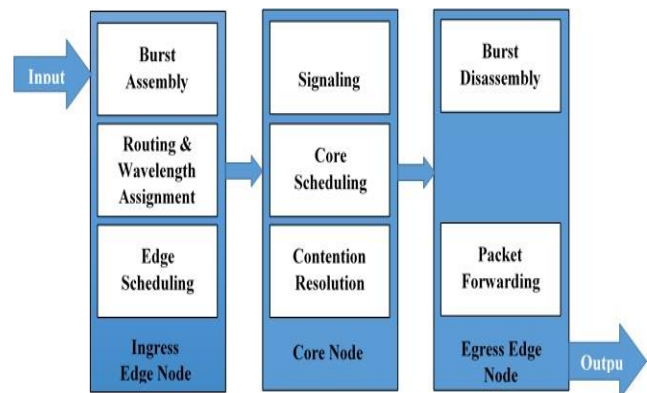 Input
Burst
Assembly
Routing &
Wavelength
Assignment
Edge
Scheduling
Ingress
Edge Node
Signaling
Core
Scheduling
Contention
Resolution
Core Node
Burst
Disassembly
Packet
Forwarding
Egress Edge
Node
Outpu